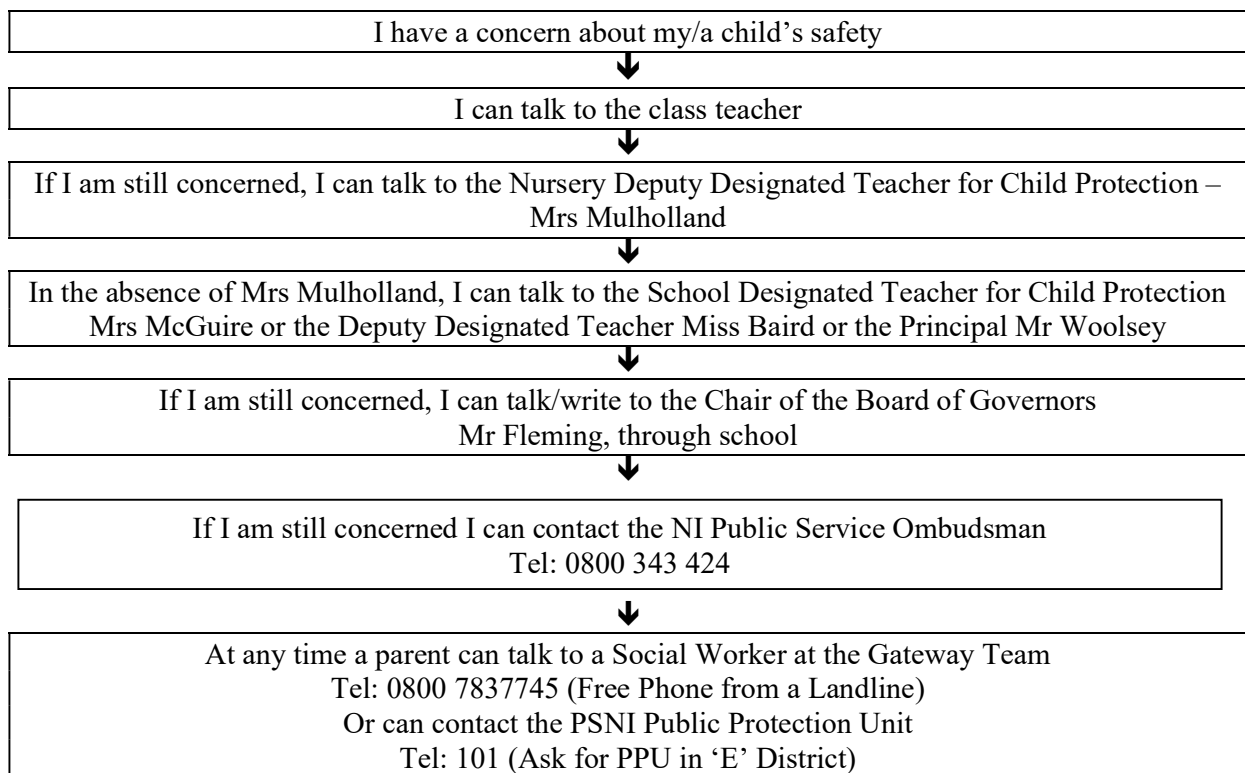 I have a concern about my/a child’s safety
I can talk to the class teacher
If I am still concerned, I can talk to the Nursery Deputy Designated Teacher for Child Protection –
Mrs Mulholland
In the absence of Mrs Mulholland, I can talk to the School Designated Teacher for Child Protection
Mrs McGuire or the Deputy Designated Teacher Miss Baird or the Principal Mr Woolsey
If I am still concerned, I can talk/write to the Chair of the Board of Governors
Mr Fleming, through school
If I am still concerned I can contact the NI Public Service Ombudsman
Tel: 0800 343 424
At any time a parent can talk to a Social Worker at the Gateway Team
Tel: 0800 7837745 (Free Phone from a Landline)
Or can contact the PSNI Public Protection Unit
Tel: 101 (Ask for PPU in ‘E’ District)